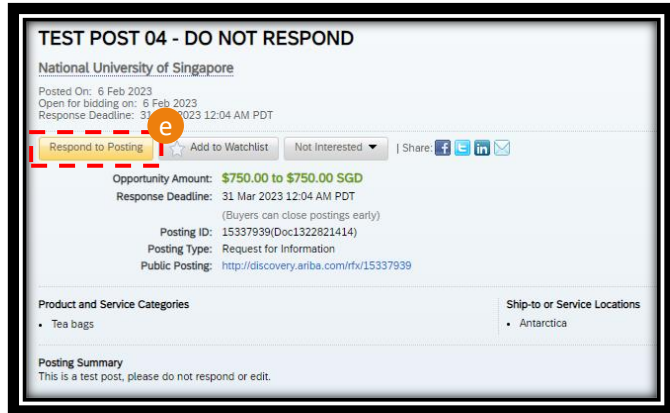 TEST POST 04 - DO NOT RESPOND
National University of Singapore
Posted On: 6 Feb 2023
Open for bidding on: 6 Feb 2023
Response Deadline: 31 2023 12:04 AM PDT
e
Respond to Posting Add to Watchlist Not Interested | Share:
Opportunity Amount: $750.00 to $750.00 SGD
Response Deadline: 31 Mar 2023 12:04 AM PDT
(Buyers can close postings early)
Posting ID: 15337939(Doc1322821414)
Posting Type: Request for Information
Public Posting: http://discovery.ariba.com/rfx/15337939
Product and Service Categories Ship-to or Service Locations
• Tea bags • Antarctica
Posting Summary
This is a test post, please do not respond or edit.